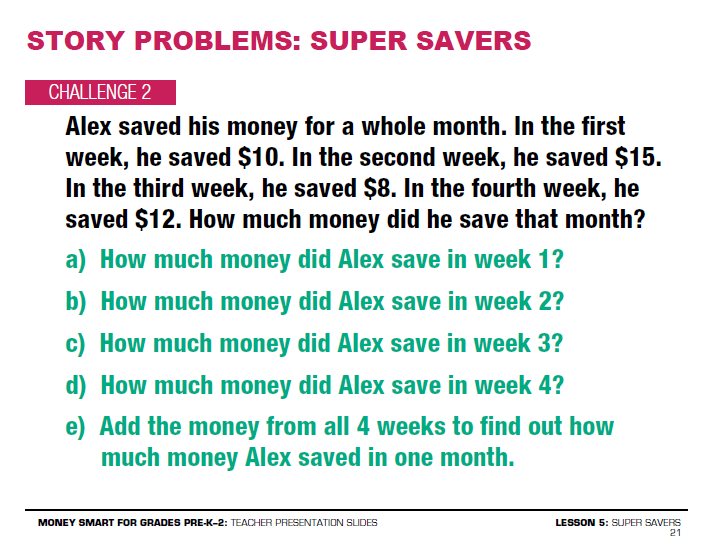 STORY PROBLEMS: SUPER SAVERS
CHALLENGE 2
Alex saved his money for a whole month. In the first
week, he saved $10. In the second week, he saved $15.
In the third week, he saved $8. In the fourth week, he
saved $12. How much money did he save that month?
a) How much money did Alex save in week 1?
b) How much money did Alex save in week 2?
c) How much money did Alex save in week 3?
d) How much money did Alex save in week 4?
e) Add the money from all 4 weeks to find out how
much money Alex saved in one month.
MONEY SMART FOR GRADES PRE-K–2: TEACHER PRESENTATION SLIDES
LESSON 5: SUPER SAVERS
21